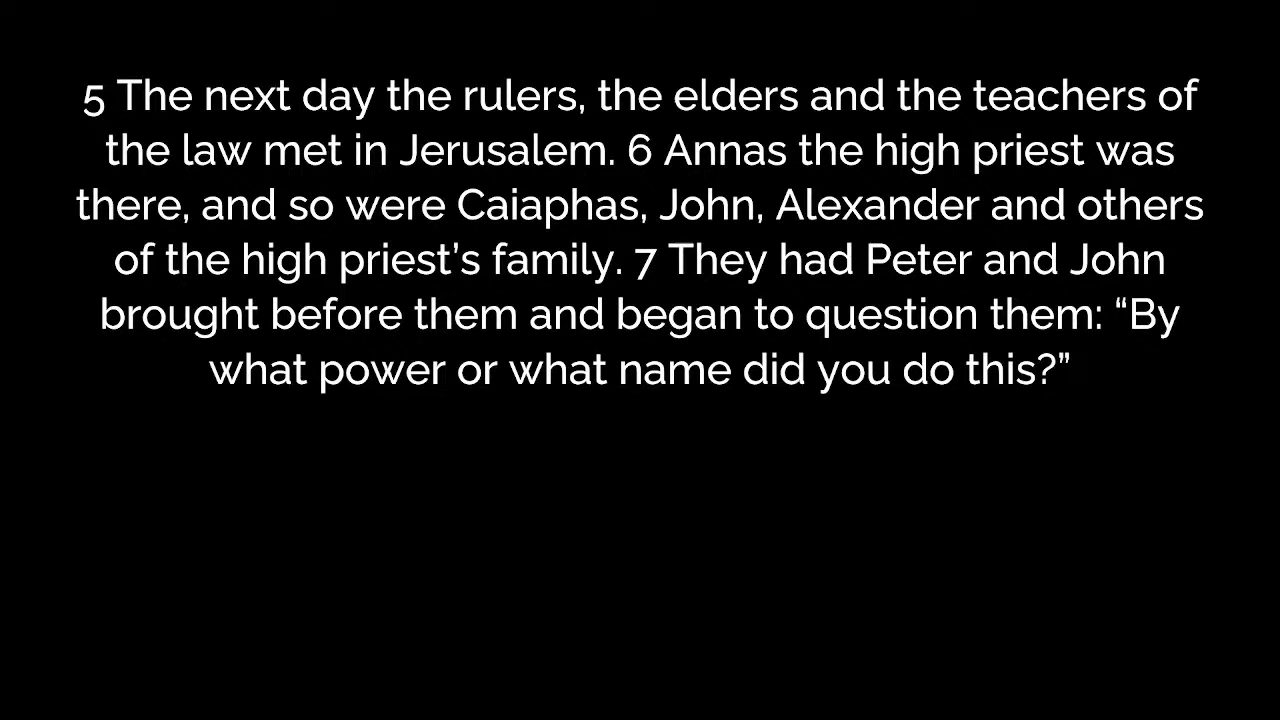 5 The next day the rulers, the elders and the teachers of
the law met in Jerusalem. 6 Annas the high priest was
there, and so were Caiaphas, John, Alexander and others
of the high priest’s family. 7 They had Peter and John
brought before them and began to question them: “By
what power or what name did you do this?”